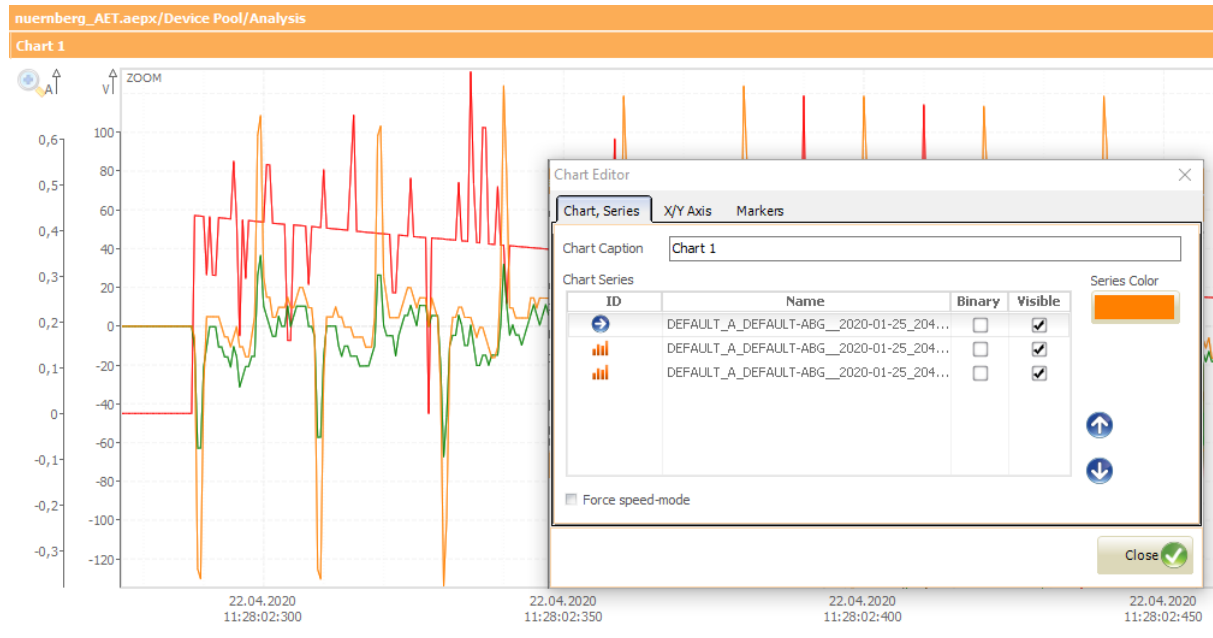 nuernberg_AET.aepx/Device Pool/Analysis
Chart 1
A V ZOOM
0,6
0,5
0,4
0,3
0,2
0,1
0
-0,1
-0,2
-0,3
100
80
60
40
20
0
-20
-40
-60
-80
-100
-120
22.04.2020 22.04.2020 22.04.2020 22.04.2020
11:28:02:300 11:28:02:350 11:28:02:400 11:28:02:450
Chart Editor
Chart, Series X/Y Axis Markers
Chart Caption Chart 1
Chart Series Series Color
ID Name Binary Visible
DEFAULT_A_DEFAULT-ABG__2020-01-25_204...
DEFAULT_A_DEFAULT-ABG__2020-01-25_204...
DEFAULT_A_DEFAULT-ABG__2020-01-25_204...
Force speed-mode
Close